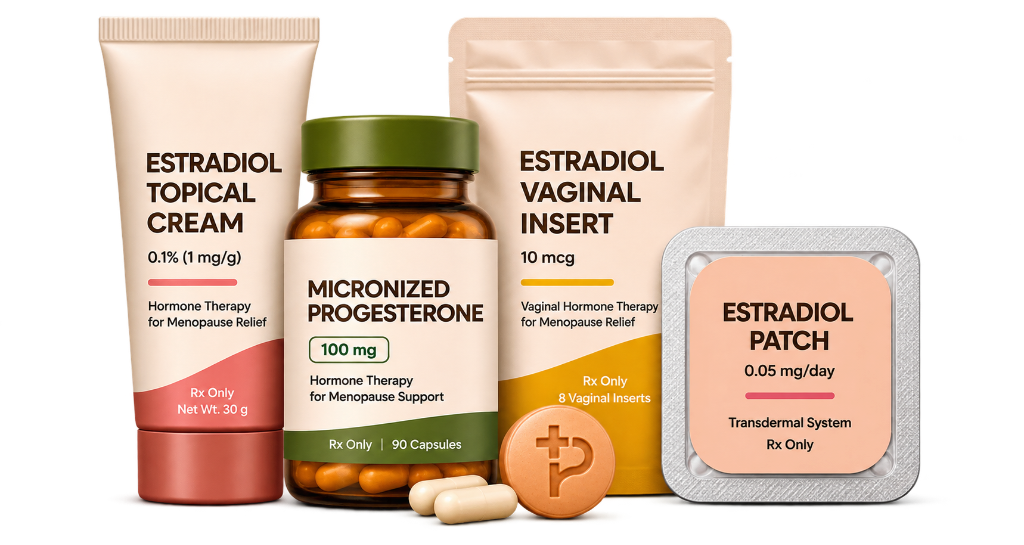 ESTRADIOL
TOPICAL
CREAM
0.1% (1 mg/g)
Hormone Therapy
for Menopause Relief
Rx Only
Net Wt. 30 g
MICRONIZED
PROGESTERONE
100 mg
Hormone Therapy
for Menopause Support
Rx Only | 90 Capsules
ESTRADIOL
VAGINAL
INSERT
10 mcg
Vaginal Hormone Therapy
for Menopause Relief
Rx Only
8 Vaginal Inserts
ESTRADIOL
PATCH
0.05 mg/day
Transdermal System
Rx Only